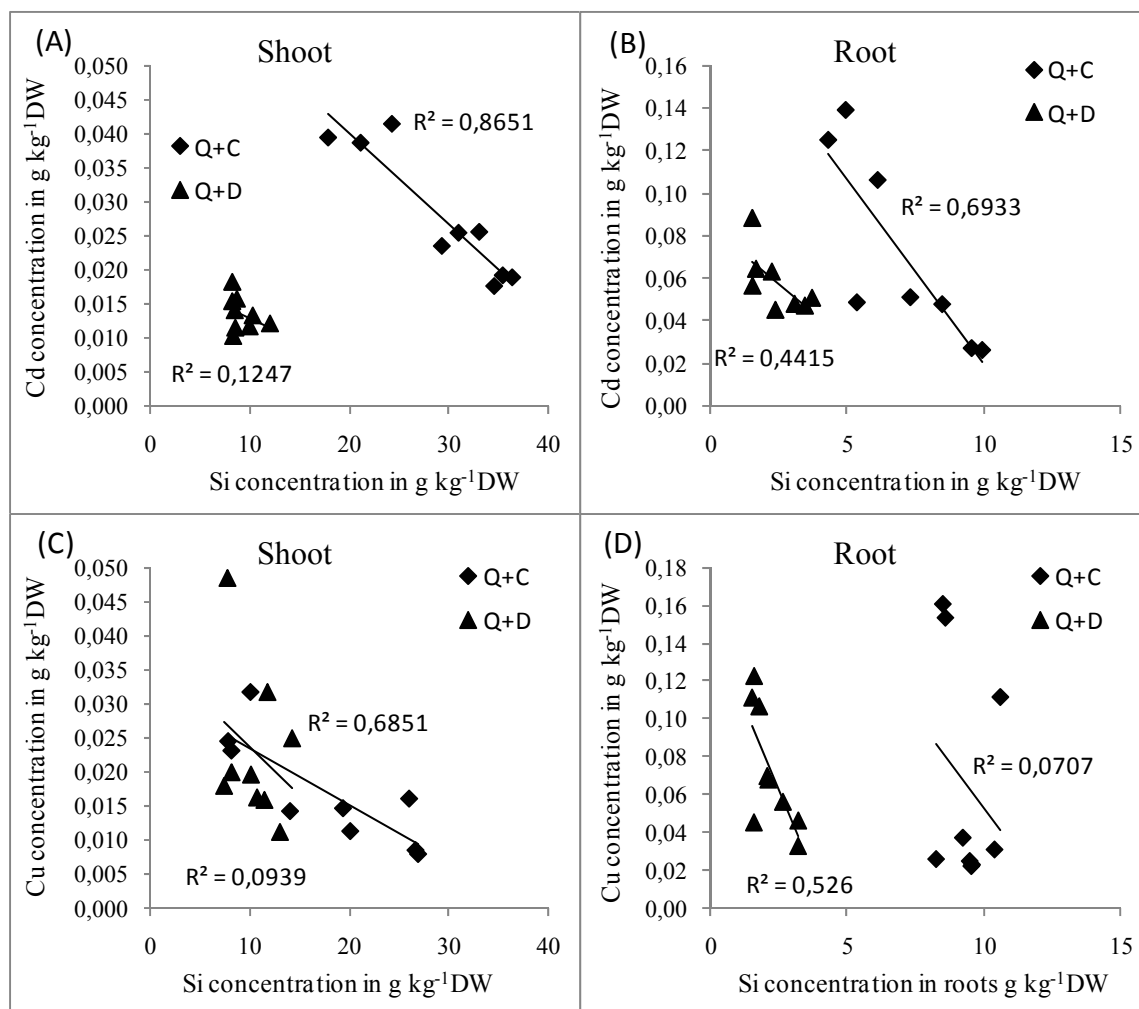 (A)
Shoot
Cd concentration in g kg⁻¹DW
0,050
0,045
0,040
0,035
0,030
0,025
0,020
0,015
0,010
0,005
0,000
Q+C
Q+D
R² = 0,8651
R² = 0,1247
0 10 20 30 40
Si concentration in g kg⁻¹DW
(B)
Root
Cd concentration in g kg⁻¹DW
0,16
0,14
0,12
0,10
0,08
0,06
0,04
0,02
0,00
Q+C
Q+D
R² = 0,6933
R² = 0,4415
0 5 10 15
Si concentration in g kg⁻¹DW
(C)
Shoot
Cu concentration in g kg⁻¹DW
0,050
0,045
0,040
0,035
0,030
0,025
0,020
0,015
0,010
0,005
0,000
Q+C
Q+D
R² = 0,6851
R² = 0,0939
0 10 20 30 40
Si concentration in g kg⁻¹DW
(D)
Root
Cu concentration in g kg⁻¹DW
0,18
0,16
0,14
0,12
0,10
0,08
0,06
0,04
0,02
0,00
Q+C
Q+D
R² = 0,0707
R² = 0,526
0 5 10 15
Si concentration in roots g kg⁻¹DW